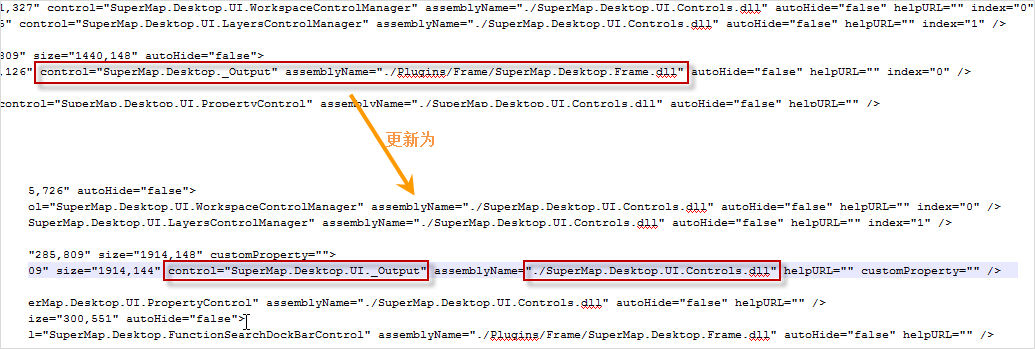 1,327" control="SuperMap.Desktop.UI.WorkspaceControlManager" assemblyName="./SuperMap.Desktop.UI.Controls.dll" autoHide="false" helpURL="" index="0"
6" control="SuperMap.Desktop.UI.LayersControlManager" assemblyName="./SuperMap.Desktop.UI.Controls.dll" autoHide="false" helpURL="" index="1" />
809" size="1440,148" autoHide="false">
,126" control="SuperMap.Desktop._Output" assemblyName="./Plugins/Frame/SuperMap.Desktop.Frame.dll" autoHide="false" helpURL="" index="0" />
control="SuperMap.Desktop.UI.PropertyControl" assemblyName="./SuperMap.Desktop.UI.Controls.dll" autoHide="false" helpURL="" />
更新为
5,726" autoHide="false">
ol="SuperMap.Desktop.UI.WorkspaceControlManager" assemblyName="./SuperMap.Desktop.UI.Controls.dll" autoHide="false" helpURL="" index="0" />
SuperMap.Desktop.UI.LayersControlManager" assemblyName="./SuperMap.Desktop.UI.Controls.dll" autoHide="false" helpURL="" index="1" />
"285,809" size="1914,148" customProperty="">
09" size="1914,144" control="SuperMap.Desktop.UI._Output" assemblyName="./SuperMap.Desktop.UI.Controls.dll" helpURL="" customProperty="" />
erMap.Desktop.UI.PropertyControl" assemblyName="./SuperMap.Desktop.UI.Controls.dll" autoHide="false" helpURL="" />
ize="300,551" autoHide="false">
l="SuperMap.Desktop.FunctionSearchDockBarControl" assemblyName="./Plugins/Frame/SuperMap.Desktop.Frame.dll" autoHide="false" helpURL="" />